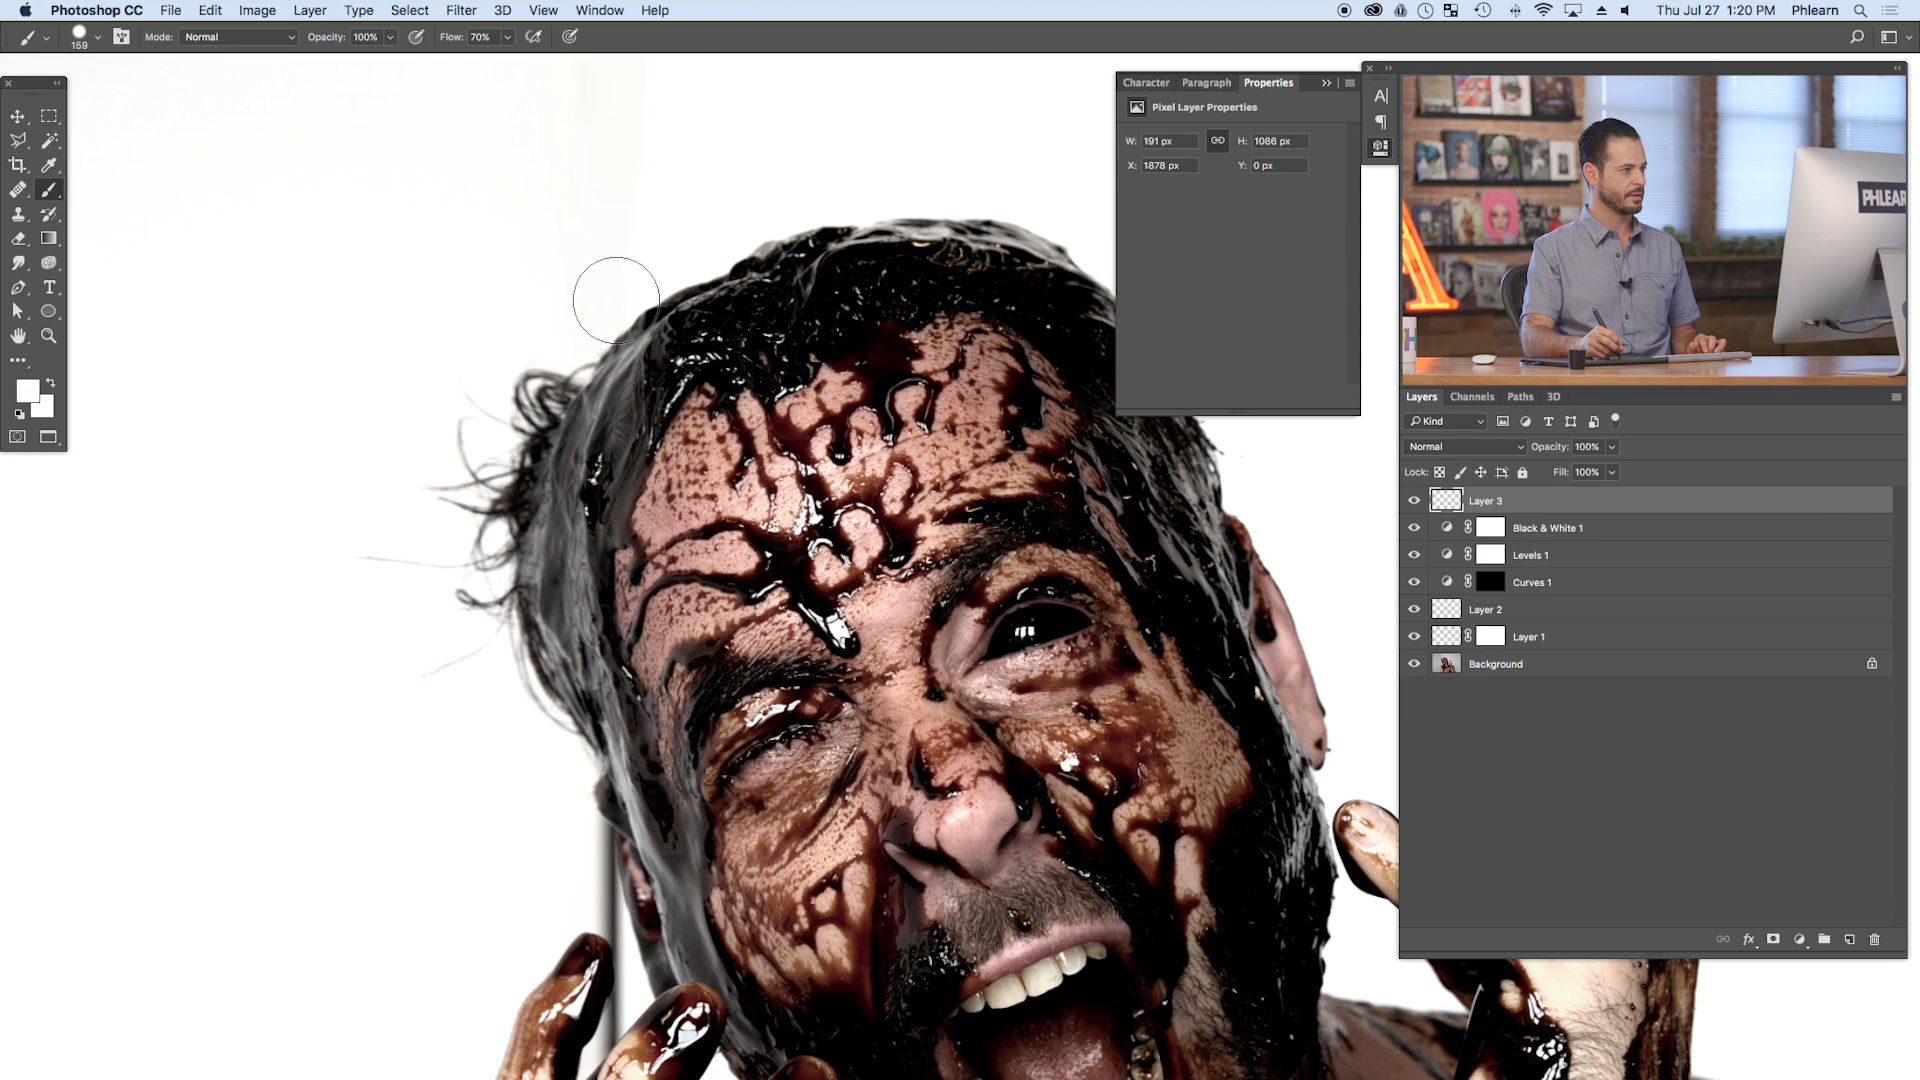 Photoshop CC File Edit Image Layer Type Select Filter 3D View Window Help Thu Jul 27 1:20 PM Phlearn
159 Mode: Normal Opacity: 100% Flow: 70%
Character Paragraph Properties
Pixel Layer Properties
W: 191 px H: 1086 px
X: 1878 px Y: 0 px
PHLEAR
Layers Channels Paths 3D
Kind
Normal Opacity: 100%
Lock: Fill: 100%
Layer 3
Black & White 1
Levels 1
Curves 1
Layer 2
Layer 1
Background
fx